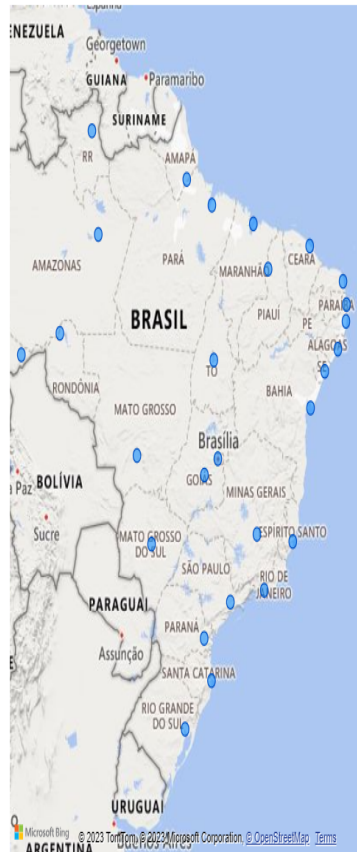 Espanha
ENEZUELA
Georgetown
GUIANA
Paramaribo
SURINAME
RR
AMAPÁ
AMAZONAS
PARÁ
MARANHÃO
CEARÁ
BRASIL
PIAUÍ
PARAÍBA
PE
ALAGOAS
SE
TO
RONDÔNIA
BAHIA
MATO GROSSO
Brasília
a Paz
BOLÍVIA
GOIÁS
MINAS GERAIS
Sucre
MATO GROSSO
DO SUL
ESPÍRITO SANTO
SÃO PAULO
RIO DE
JANEIRO
PARAGUAI
PARANÁ
Assunção
E
SANTA CATARINA
RIO GRANDE
DO SUL
URUGUAI
Microsoft Bing
© 2023 TomTom, © 2023 Microsoft Corporation, © OpenStreetMap Terms
ARGENTINA
Buenos Aires